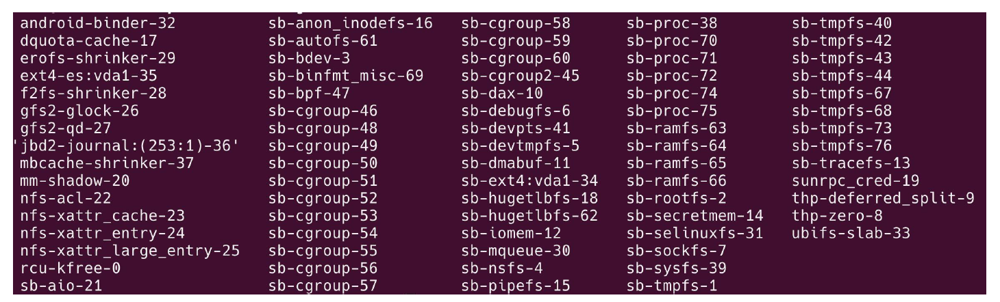 android-binder-32 sb-anon_inodefs-16 sb-cgroup-58 sb-proc-38 sb-tmpfs-40
dquota-cache-17 sb-autofs-61 sb-cgroup-59 sb-proc-70 sb-tmpfs-42
erofs-shrinker-29 sb-bdev-3 sb-cgroup-60 sb-proc-71 sb-tmpfs-43
ext4-es:vda1-35 sb-binfmt_misc-69 sb-cgroup2-45 sb-proc-72 sb-tmpfs-44
f2fs-shrinker-28 sb-bpf-47 sb-dax-10 sb-proc-74 sb-tmpfs-67
gfs2-glock-26 sb-cgroup-46 sb-debugfs-6 sb-proc-75 sb-tmpfs-68
gfs2-qd-27 sb-cgroup-48 sb-devpts-41 sb-ramfs-63 sb-tmpfs-73
'jbd2-journal:(253:1)-36' sb-cgroup-49 sb-devtmpfs-5 sb-ramfs-64 sb-tmpfs-76
mbcache-shrinker-37 sb-cgroup-50 sb-dmabuf-11 sb-ramfs-65 sb-tracefs-13
mm-shadow-20 sb-cgroup-51 sb-ext4:vda1-34 sb-ramfs-66 sunrpc_cred-19
nfs-acl-22 sb-cgroup-52 sb-hugetlbfs-18 sb-rootfs-2 thp-deferred_split-9
nfs-xattr_cache-23 sb-cgroup-53 sb-hugetlbfs-62 sb-secretmem-14 thp-zero-8
nfs-xattr_entry-24 sb-cgroup-54 sb-iomem-12 sb-selinuxfs-31 ubifs-slab-33
nfs-xattr_large_entry-25 sb-cgroup-55 sb-mqueue-30 sb-sockfs-7
rcu-kfree-0 sb-cgroup-56 sb-nsfs-4 sb-sysfs-39
sb-aio-21 sb-cgroup-57 sb-pipefs-15 sb-tmpfs-1